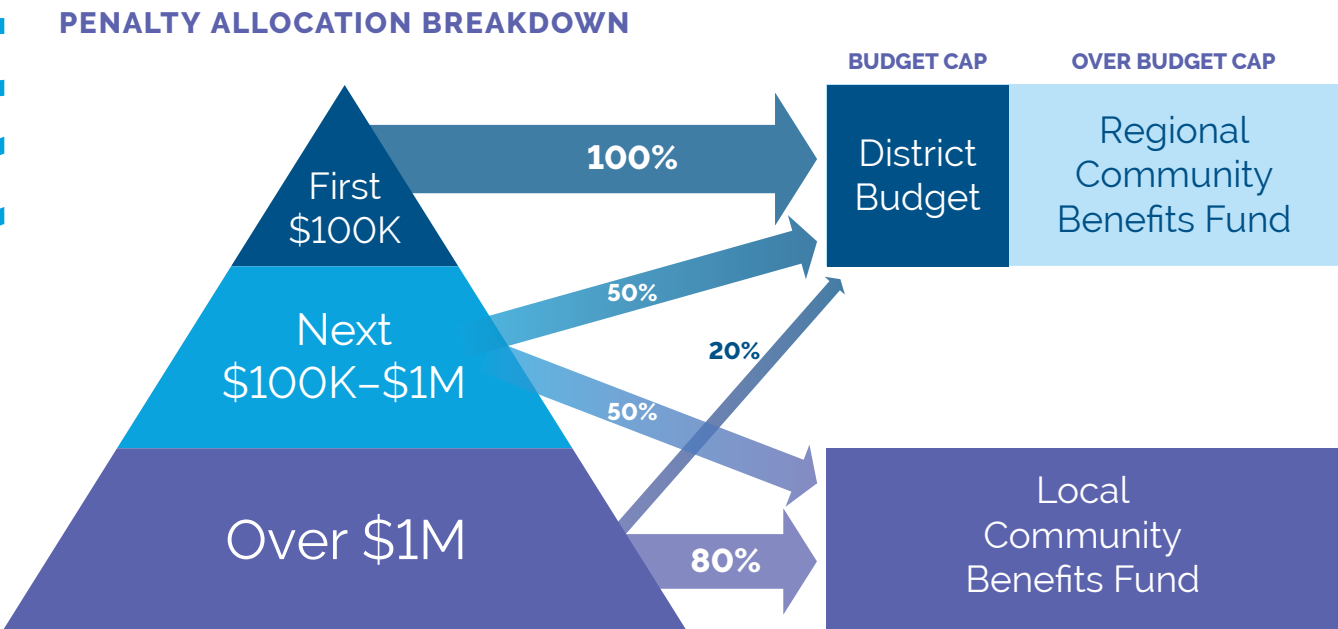 PENALTY ALLOCATION BREAKDOWN
BUDGET CAP
OVER BUDGET CAP
First
$100K
100%
District
Budget
Regional
Community
Benefits Fund
Next
$100K–$1M
50%
20%
50%
Over $1M
80%
Local
Community
Benefits Fund